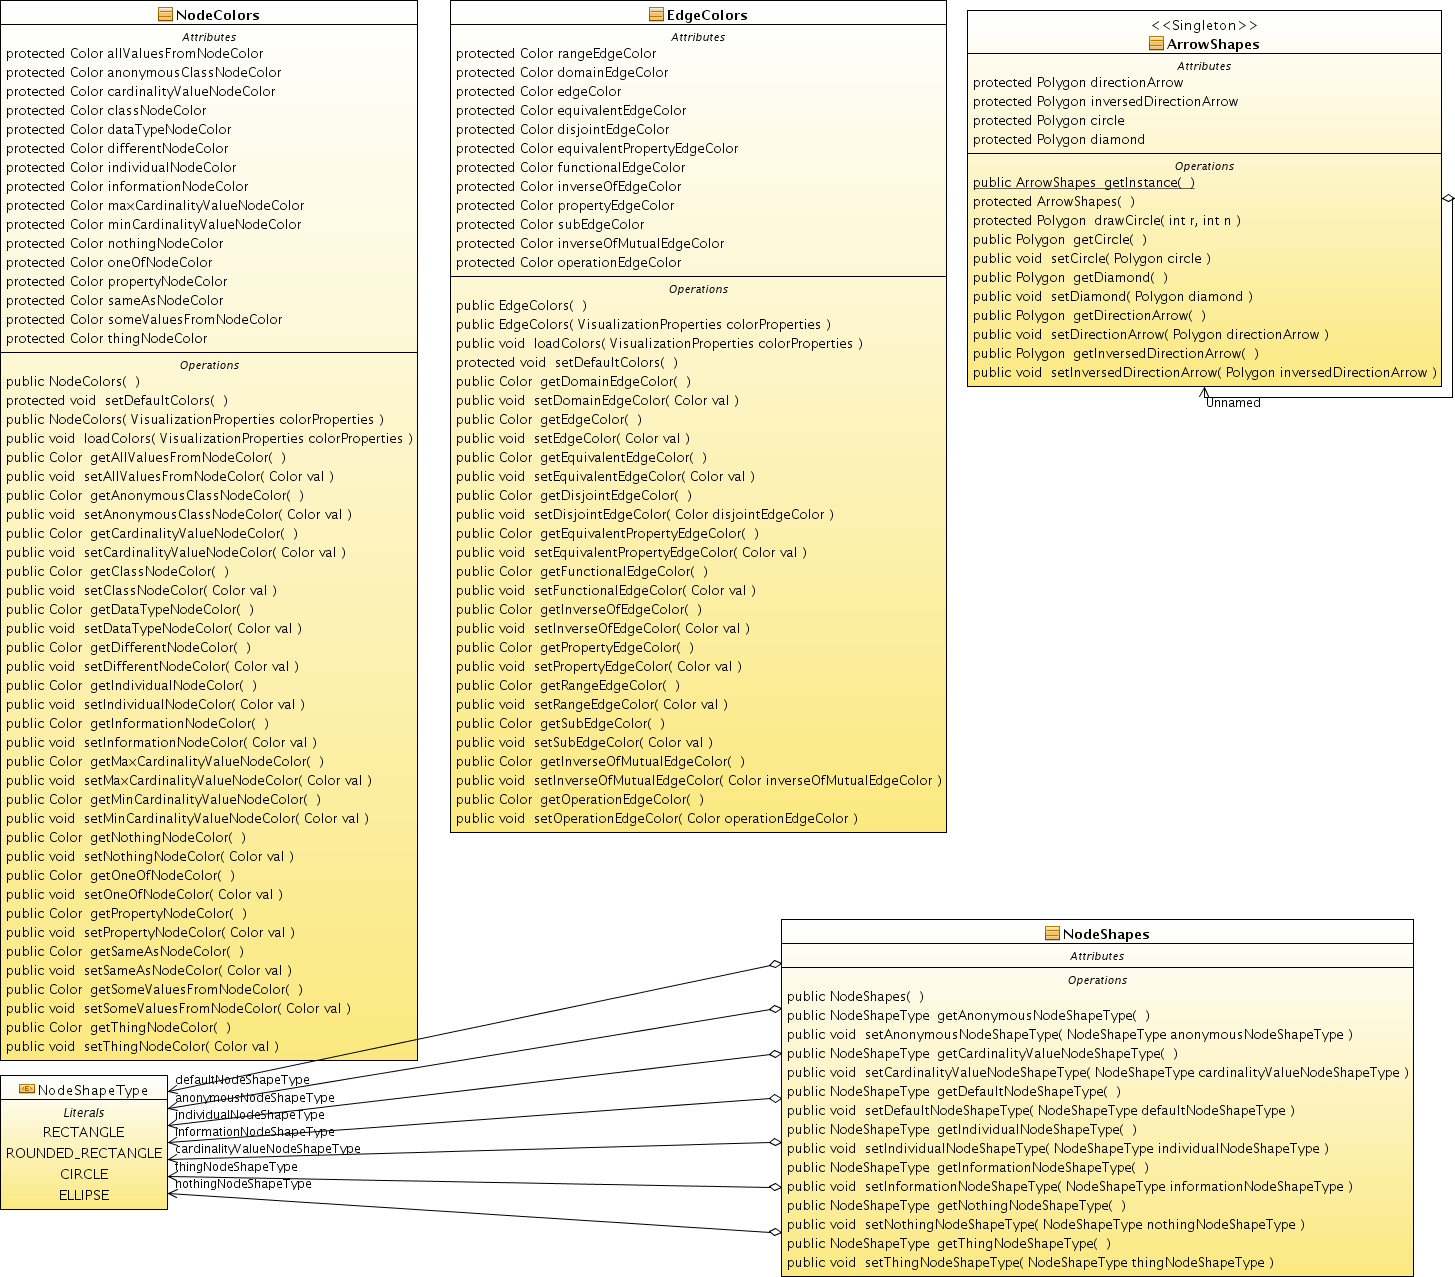 NodeColors
Attributes
protected Color allValuesFromNodeColor
protected Color anonymousClassNodeColor
protected Color cardinalityValueNodeColor
protected Color classNodeColor
protected Color dataTypeNodeColor
protected Color differentNodeColor
protected Color individualNodeColor
protected Color informationNodeColor
protected Color maxCardinalityValueNodeColor
protected Color minCardinalityValueNodeColor
protected Color nothingNodeColor
protected Color oneOfNodeColor
protected Color propertyNodeColor
protected Color sameAsNodeColor
protected Color someValuesFromNodeColor
protected Color thingNodeColor
Operations
public NodeColors( )
protected void setDefaultColors( )
public NodeColors( VisualizationProperties colorProperties )
public void loadColors( VisualizationProperties colorProperties )
public Color getAllValuesFromNodeColor( )
public void setAllValuesFromNodeColor( Color val )
public Color getAnonymousClassNodeColor( )
public void setAnonymousClassNodeColor( Color val )
public Color getCardinalityValueNodeColor( )
public void setCardinalityValueNodeColor( Color val )
public Color getClassNodeColor( )
public void setClassNodeColor( Color val )
public Color getDataTypeNodeColor( )
public void setDataTypeNodeColor( Color val )
public Color getDifferentNodeColor( )
public void setDifferentNodeColor( Color val )
public Color getIndividualNodeColor( )
public void setIndividualNodeColor( Color val )
public Color getInformationNodeColor( )
public void setInformationNodeColor( Color val )
public Color getMaxCardinalityValueNodeColor( )
public void setMaxCardinalityValueNodeColor( Color val )
public Color getMinCardinalityValueNodeColor( )
public void setMinCardinalityValueNodeColor( Color val )
public Color getNothingNodeColor( )
public void setNothingNodeColor( Color val )
public Color getOneOfNodeColor( )
public void setOneOfNodeColor( Color val )
public Color getPropertyNodeColor( )
public void setPropertyNodeColor( Color val )
public Color getSameAsNodeColor( )
public void setSameAsNodeColor( Color val )
public Color getSomeValuesFromNodeColor( )
public void setSomeValuesFromNodeColor( Color val )
public Color getThingNodeColor( )
public void setThingNodeColor( Color val )
EdgeColors
Attributes
protected Color rangeEdgeColor
protected Color domainEdgeColor
protected Color edgeColor
protected Color equivalentEdgeColor
protected Color disjointEdgeColor
protected Color equivalentPropertyEdgeColor
protected Color functionalEdgeColor
protected Color inverseOfEdgeColor
protected Color propertyEdgeColor
protected Color subEdgeColor
protected Color inverseOfMutualEdgeColor
protected Color operationEdgeColor
Operations
public EdgeColors( )
public EdgeColors( VisualizationProperties colorProperties )
public void loadColors( VisualizationProperties colorProperties )
protected void setDefaultColors( )
public Color getDomainEdgeColor( )
public void setDomainEdgeColor( Color val )
public Color getEdgeColor( )
public void setEdgeColor( Color val )
public Color getEquivalentEdgeColor( )
public void setEquivalentEdgeColor( Color val )
public Color getDisjointEdgeColor( )
public void setDisjointEdgeColor( Color disjointEdgeColor )
public Color getEquivalentPropertyEdgeColor( )
public void setEquivalentPropertyEdgeColor( Color val )
public Color getFunctionalEdgeColor( )
public void setFunctionalEdgeColor( Color val )
public Color getInverseOfEdgeColor( )
public void setInverseOfEdgeColor( Color val )
public Color getPropertyEdgeColor( )
public void setPropertyEdgeColor( Color val )
public Color getRangeEdgeColor( )
public void setRangeEdgeColor( Color val )
public Color getSubEdgeColor( )
public void setSubEdgeColor( Color val )
public Color getInverseOfMutualEdgeColor( )
public void setInverseOfMutualEdgeColor( Color inverseOfMutualEdgeColor )
public Color getOperationEdgeColor( )
public void setOperationEdgeColor( Color operationEdgeColor )
<<Singleton>>
ArrowShapes
Attributes
protected Polygon directionArrow
protected Polygon inversedDirectionArrow
protected Polygon circle
protected Polygon diamond
Operations
public ArrowShapes getInstance( )
protected ArrowShapes( )
protected Polygon drawCircle( int r, int n )
public Polygon getCircle( )
public void setCircle( Polygon circle )
public Polygon getDiamond( )
public void setDiamond( Polygon diamond )
public Polygon getDirectionArrow( )
public void setDirectionArrow( Polygon directionArrow )
public Polygon getInversedDirectionArrow( )
public void setInversedDirectionArrow( Polygon inversedDirectionArrow )
Unnamed
NodeShapes
Attributes
Operations
public NodeShapes( )
public NodeShapeType getAnonymousNodeShapeType( )
public void setAnonymousNodeShapeType( NodeShapeType anonymousNodeShapeType )
public NodeShapeType getCardinalityValueNodeShapeType( )
public void setCardinalityValueNodeShapeType( NodeShapeType cardinalityValueNodeShapeType )
public NodeShapeType getDefaultNodeShapeType( )
public void setDefaultNodeShapeType( NodeShapeType defaultNodeShapeType )
public NodeShapeType getIndividualNodeShapeType( )
public void setIndividualNodeShapeType( NodeShapeType individualNodeShapeType )
public NodeShapeType getInformationNodeShapeType( )
public void setInformationNodeShapeType( NodeShapeType informationNodeShapeType )
public NodeShapeType getNothingNodeShapeType( )
public void setNothingNodeShapeType( NodeShapeType nothingNodeShapeType )
public NodeShapeType getThingNodeShapeType( )
public void setThingNodeShapeType( NodeShapeType thingNodeShapeType )
NodeShapeType
Literals
RECTANGLE
ROUNDED_RECTANGLE
CIRCLE
ELLIPSE
defaultNodeShapeType
anonymousNodeShapeType
individualNodeShapeType
informationNodeShapeType
cardinalityValueNodeShapeType
thingNodeShapeType
nothingNodeShapeType